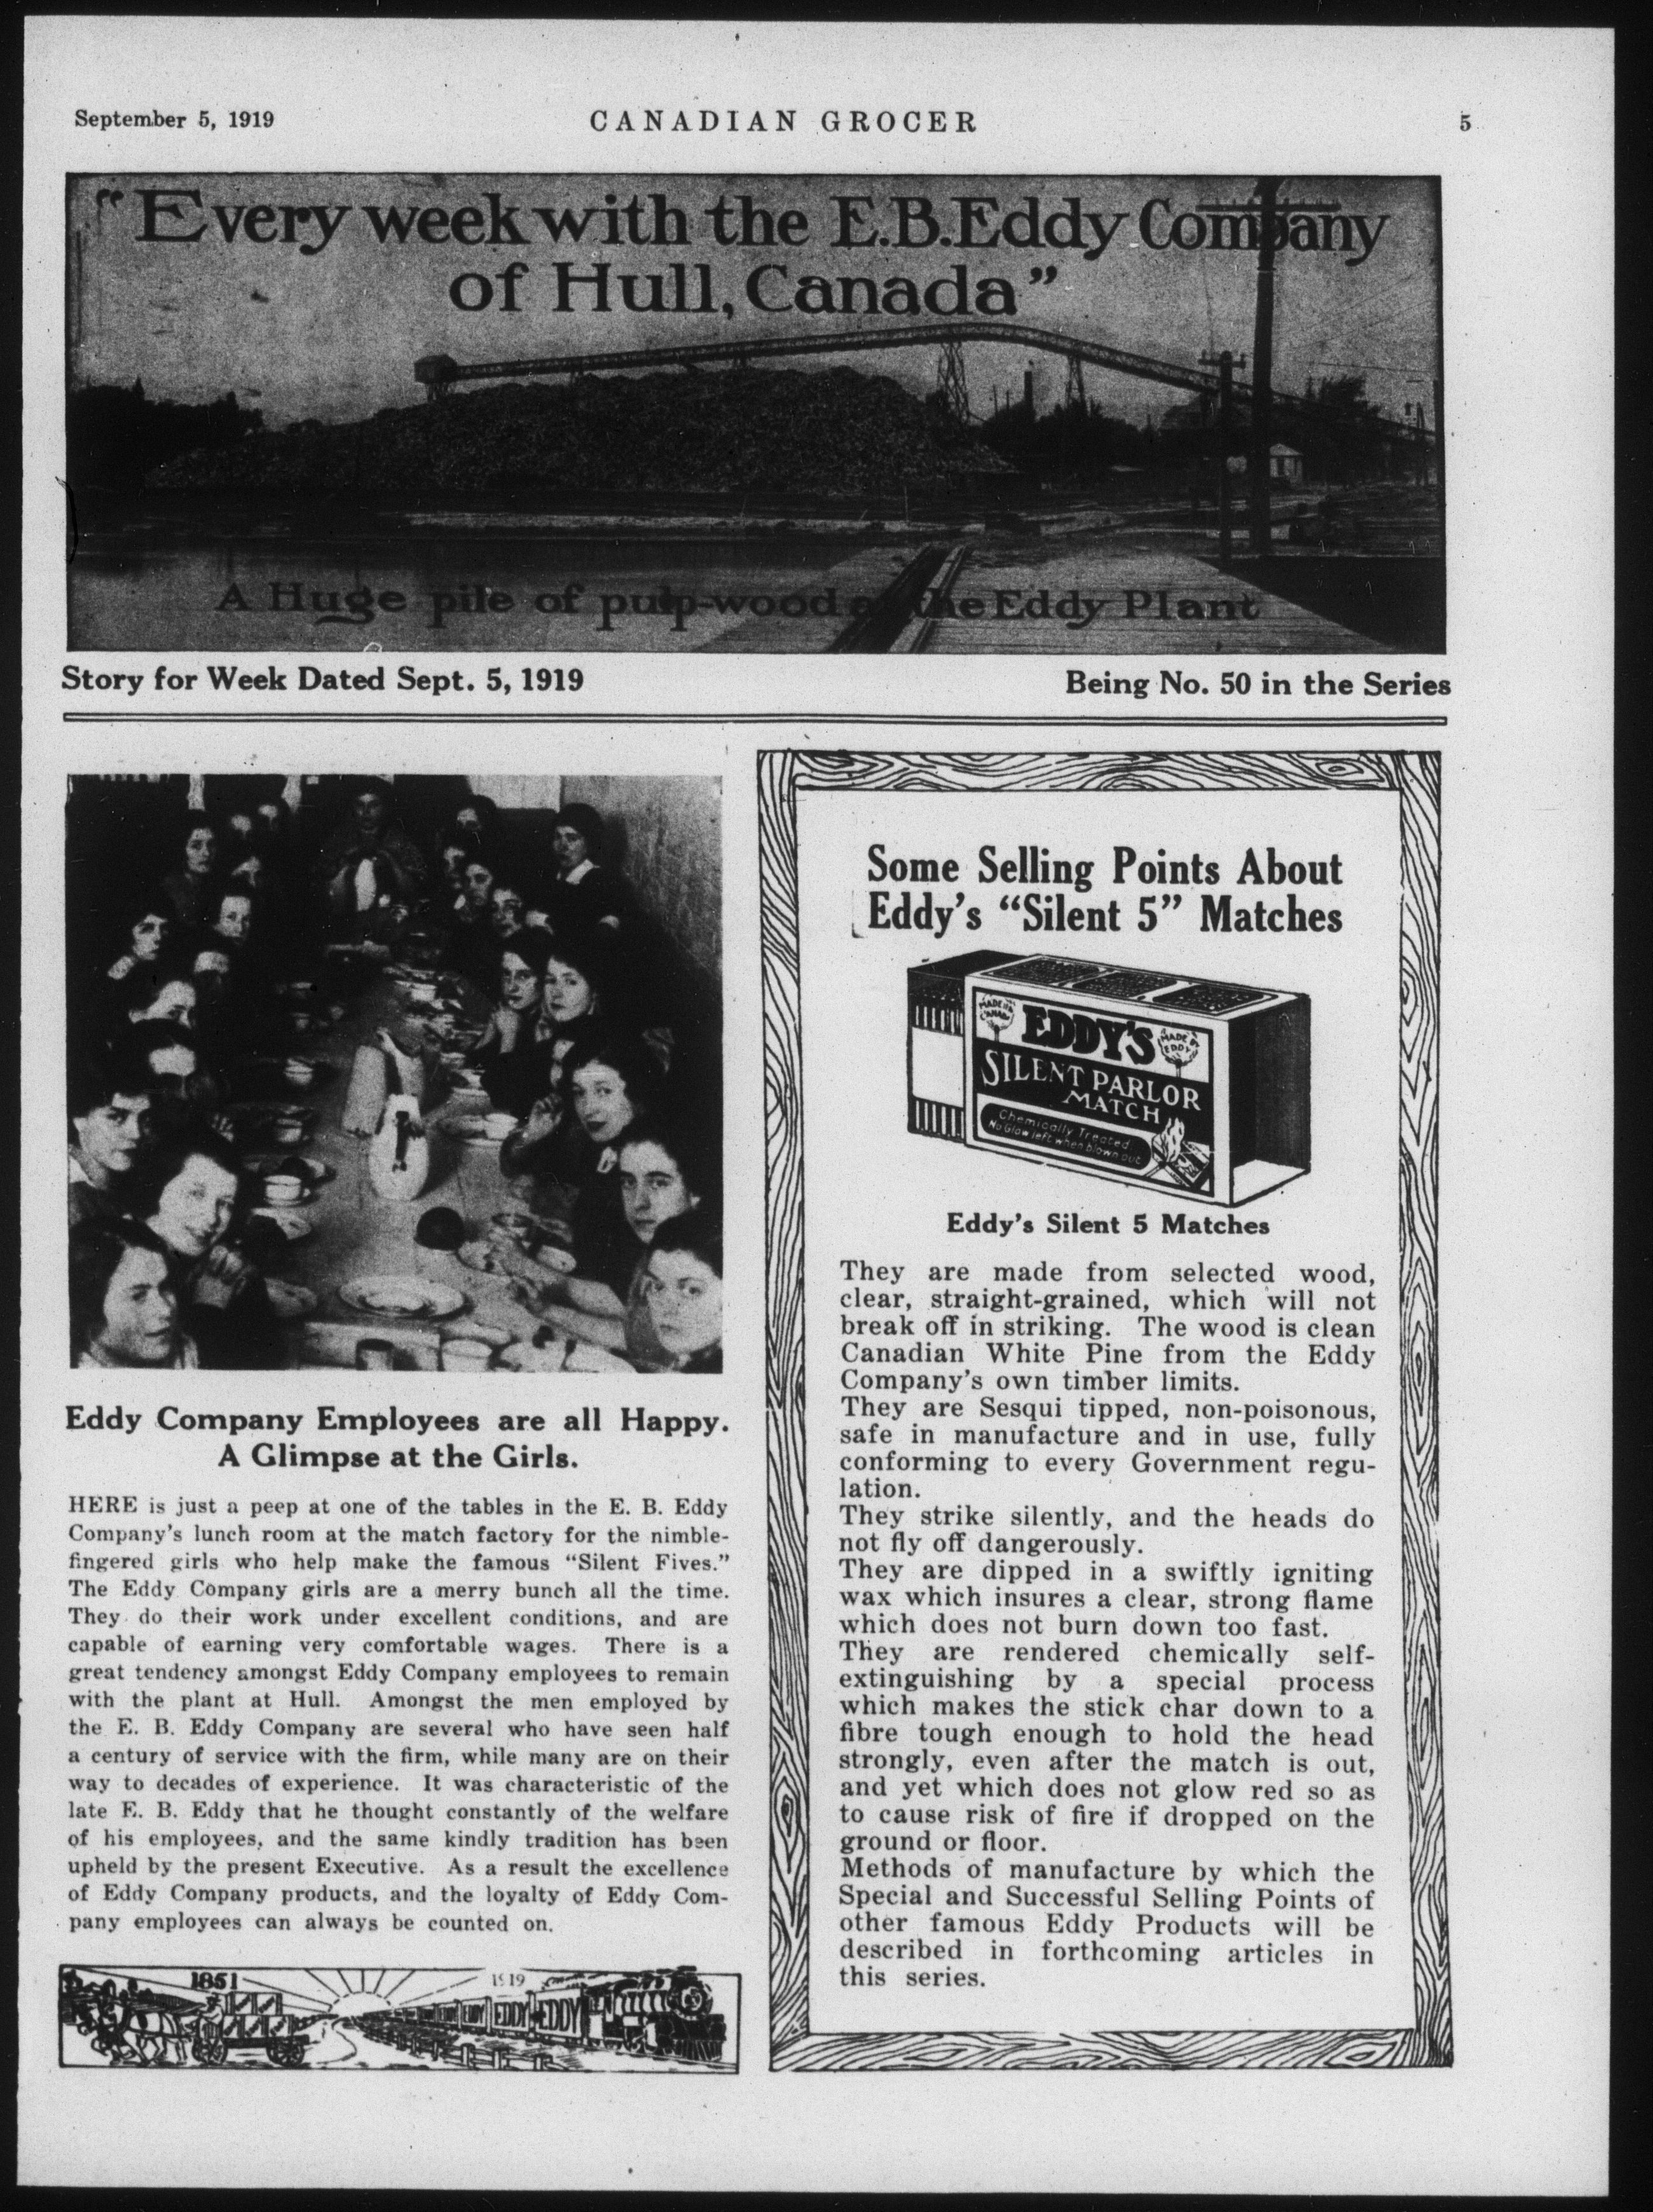 September 5, 1919
CANADIAN GROCER
5
"Every week with the E.B.Eddy Company
of Hull, Canada"
A Huge pile of pulp-wood at the Eddy Plant
Story for Week Dated Sept. 5, 1919
Being No. 50 in the Series
Eddy Company Employees are all Happy.
A Glimpse at the Girls.
HERE is just a peep at one of the tables in the E. B. Eddy
Company's lunch room at the match factory for the nimble-
fingered girls who help make the famous "Silent Fives."
The Eddy Company girls are a merry bunch all the time.
They do their work under excellent conditions, and are
capable of earning very comfortable wages. There is a
great tendency amongst Eddy Company employees to remain
with the plant at Hull. Amongst the men employed by
the E. B. Eddy Company are several who have seen half
a century of service with the firm, while many are on their
way to decades of experience. It was characteristic of the
late E. B. Eddy that he thought constantly of the welfare
of his employees, and the same kindly tradition has been
upheld by the present Executive. As a result the excellence
of Eddy Company products, and the loyalty of Eddy Com-
pany employees can always be counted on.
1851
1919
EDDY EDDY EDDY
Some Selling Points About
Eddy's "Silent 5" Matches
MADE IN
CANADA
EDDY'S
MADE BY
EDDY
SILENT PARLOR
MATCH
Chemically Treated
No Glow left when blown out
Eddy's Silent 5 Matches
They are made from selected wood,
clear, straight-grained, which will not
break off in striking. The wood is clean
Canadian White Pine from the Eddy
Company's own timber limits.
They are Sesqui tipped, non-poisonous,
safe in manufacture and in use, fully
conforming to every Government regu-
lation.
They strike silently, and the heads do
not fly off dangerously.
They are dipped in a swiftly igniting
wax which insures a clear, strong flame
which does not burn down too fast.
They are rendered chemically self-
extinguishing by a special process
which makes the stick char down to a
fibre tough enough to hold the head
strongly, even after the match is out,
and yet which does not glow red so as
to cause risk of fire if dropped on the
ground or floor.
Methods of manufacture by which the
Special and Successful Selling Points of
other famous Eddy Products will be
described in forthcoming articles in
this series.